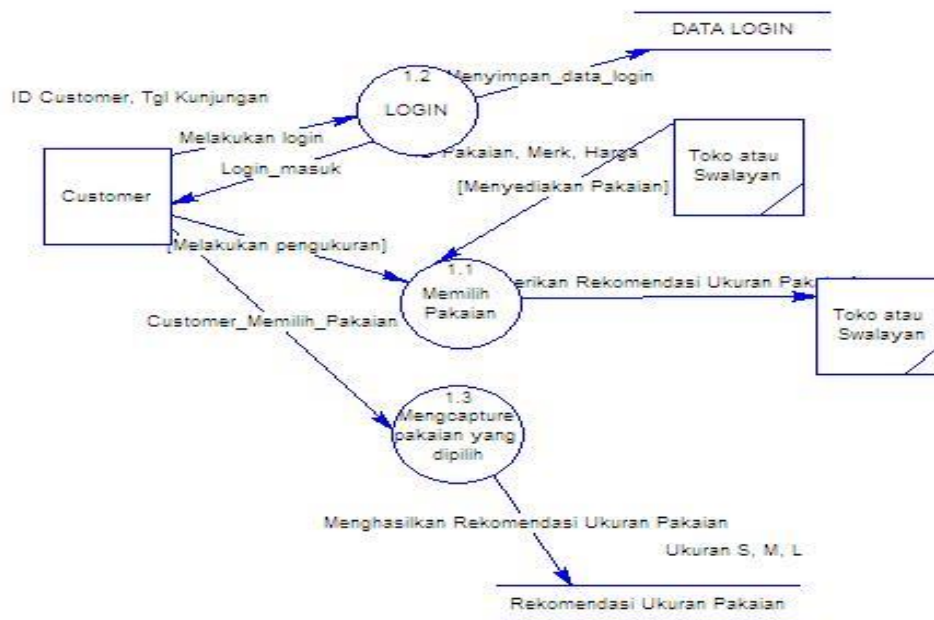 DATA LOGIN
1.2
Menyimpan_data_login
ID Customer, Tgl Kunjungan
LOGIN
Melakukan login
Pakaian, Merk, Harga
Toko atau
Swalayan
Login_masuk
[Menyediakan Pakaian]
Customer
[Melakukan pengukuran]
1.1
Memilih
Pakaian
erikan Rekomendasi Ukuran Pak
Toko atau
Swalayan
Customer_Memilih_Pakaian
1.3
Mengcapture
pakaian yang
dipilih
Menghasilkan Rekomendasi Ukuran Pakaian
Ukuran S, M, L
Rekomendasi Ukuran Pakaian